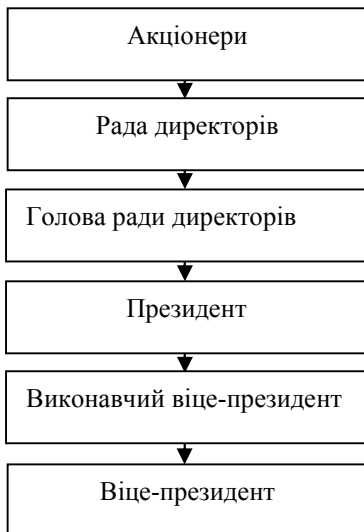 Акціонери
Рада директорів
Голова ради директорів
Президент
Виконавчий віце-президент
Віце-президент